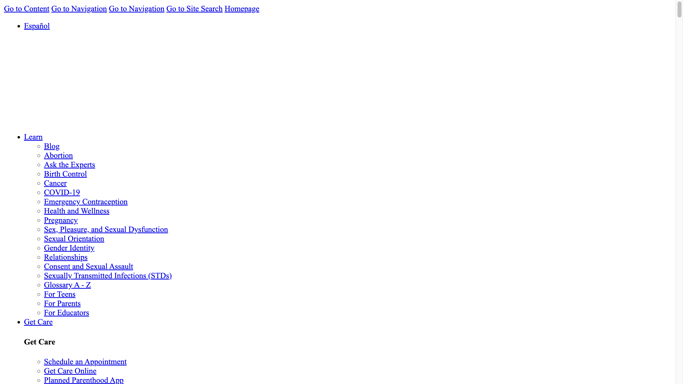 Go to Content Go to Navigation Go to Navigation Go to Site Search Homepage
Español
Learn
Blog
Abortion
Ask the Experts
Birth Control
Cancer
COVID-19
Emergency Contraception
Health and Wellness
Pregnancy
Sex, Pleasure, and Sexual Dysfunction
Sexual Orientation
Gender Identity
Relationships
Consent and Sexual Assault
Sexually Transmitted Infections (STDs)
Glossary A - Z
For Teens
For Parents
For Educators
Get Care
Get Care
Schedule an Appointment
Get Care Online
Planned Parenthood App